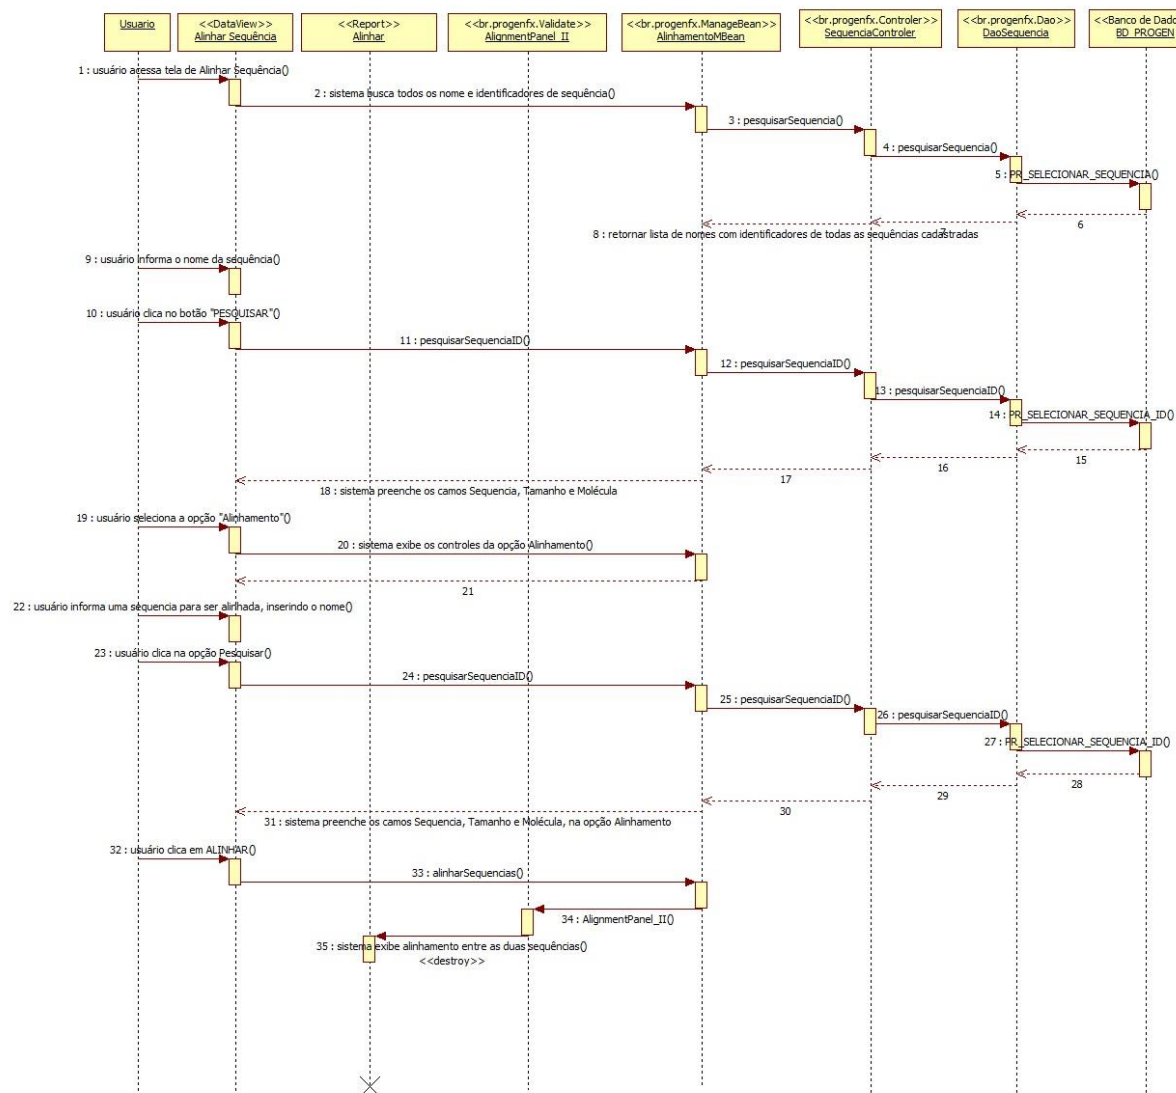 Usuario
<<DataView>>
Alinhar Sequência
<<Report>>
Alinhar
<<br.progenfx.Validate>>
AlignmentPanel_II
<<br.progenfx.ManageBean>>
AlinhamentoMBean
<<br.progenfx.Controler>>
SequenciaControler
<<br.progenfx.Dao>>
DaoSequencia
<<Banco de Dado
BD_PROGEN
1 : usuário acessa tela de Alinhar Sequência()
2 : sistema busca todos os nome e identificadores de sequência()
3 : pesquisarSequencia()
4 : pesquisarSequencia()
5 : PR_SELECIONAR_SEQUENCIA()
6
7
8 : retornar lista de nomes com identificadores de todas as sequências cadastradas
9 : usuário informa o nome da sequência()
10 : usuário clica no botão "PESQUISAR"()
11 : pesquisarSequenciaID()
12 : pesquisarSequenciaID()
13 : pesquisarSequenciaID()
14 : PR_SELECIONAR_SEQUENCIA_ID()
15
16
17
18 : sistema preenche os camos Sequencia, Tamanho e Molécula
19 : usuário seleciona a opção "Alinhamento"()
20 : sistema exibe os controles da opção Alinhamento()
21
22 : usuário informa uma sequencia para ser alinhada, inserindo o nome()
23 : usuário clica na opção Pesquisar()
24 : pesquisarSequenciaID()
25 : pesquisarSequenciaID()
26 : pesquisarSequenciaID()
27 : PR_SELECIONAR_SEQUENCIA_ID()
28
29
30
31 : sistema preenche os camos Sequencia, Tamanho e Molécula, na opção Alinhamento
32 : usuário clica em ALINHAR()
33 : alinharSequencias()
34 : AlignmentPanel_II()
35 : sistema exibe alinhamento entre as duas sequências()
<<destroy>>